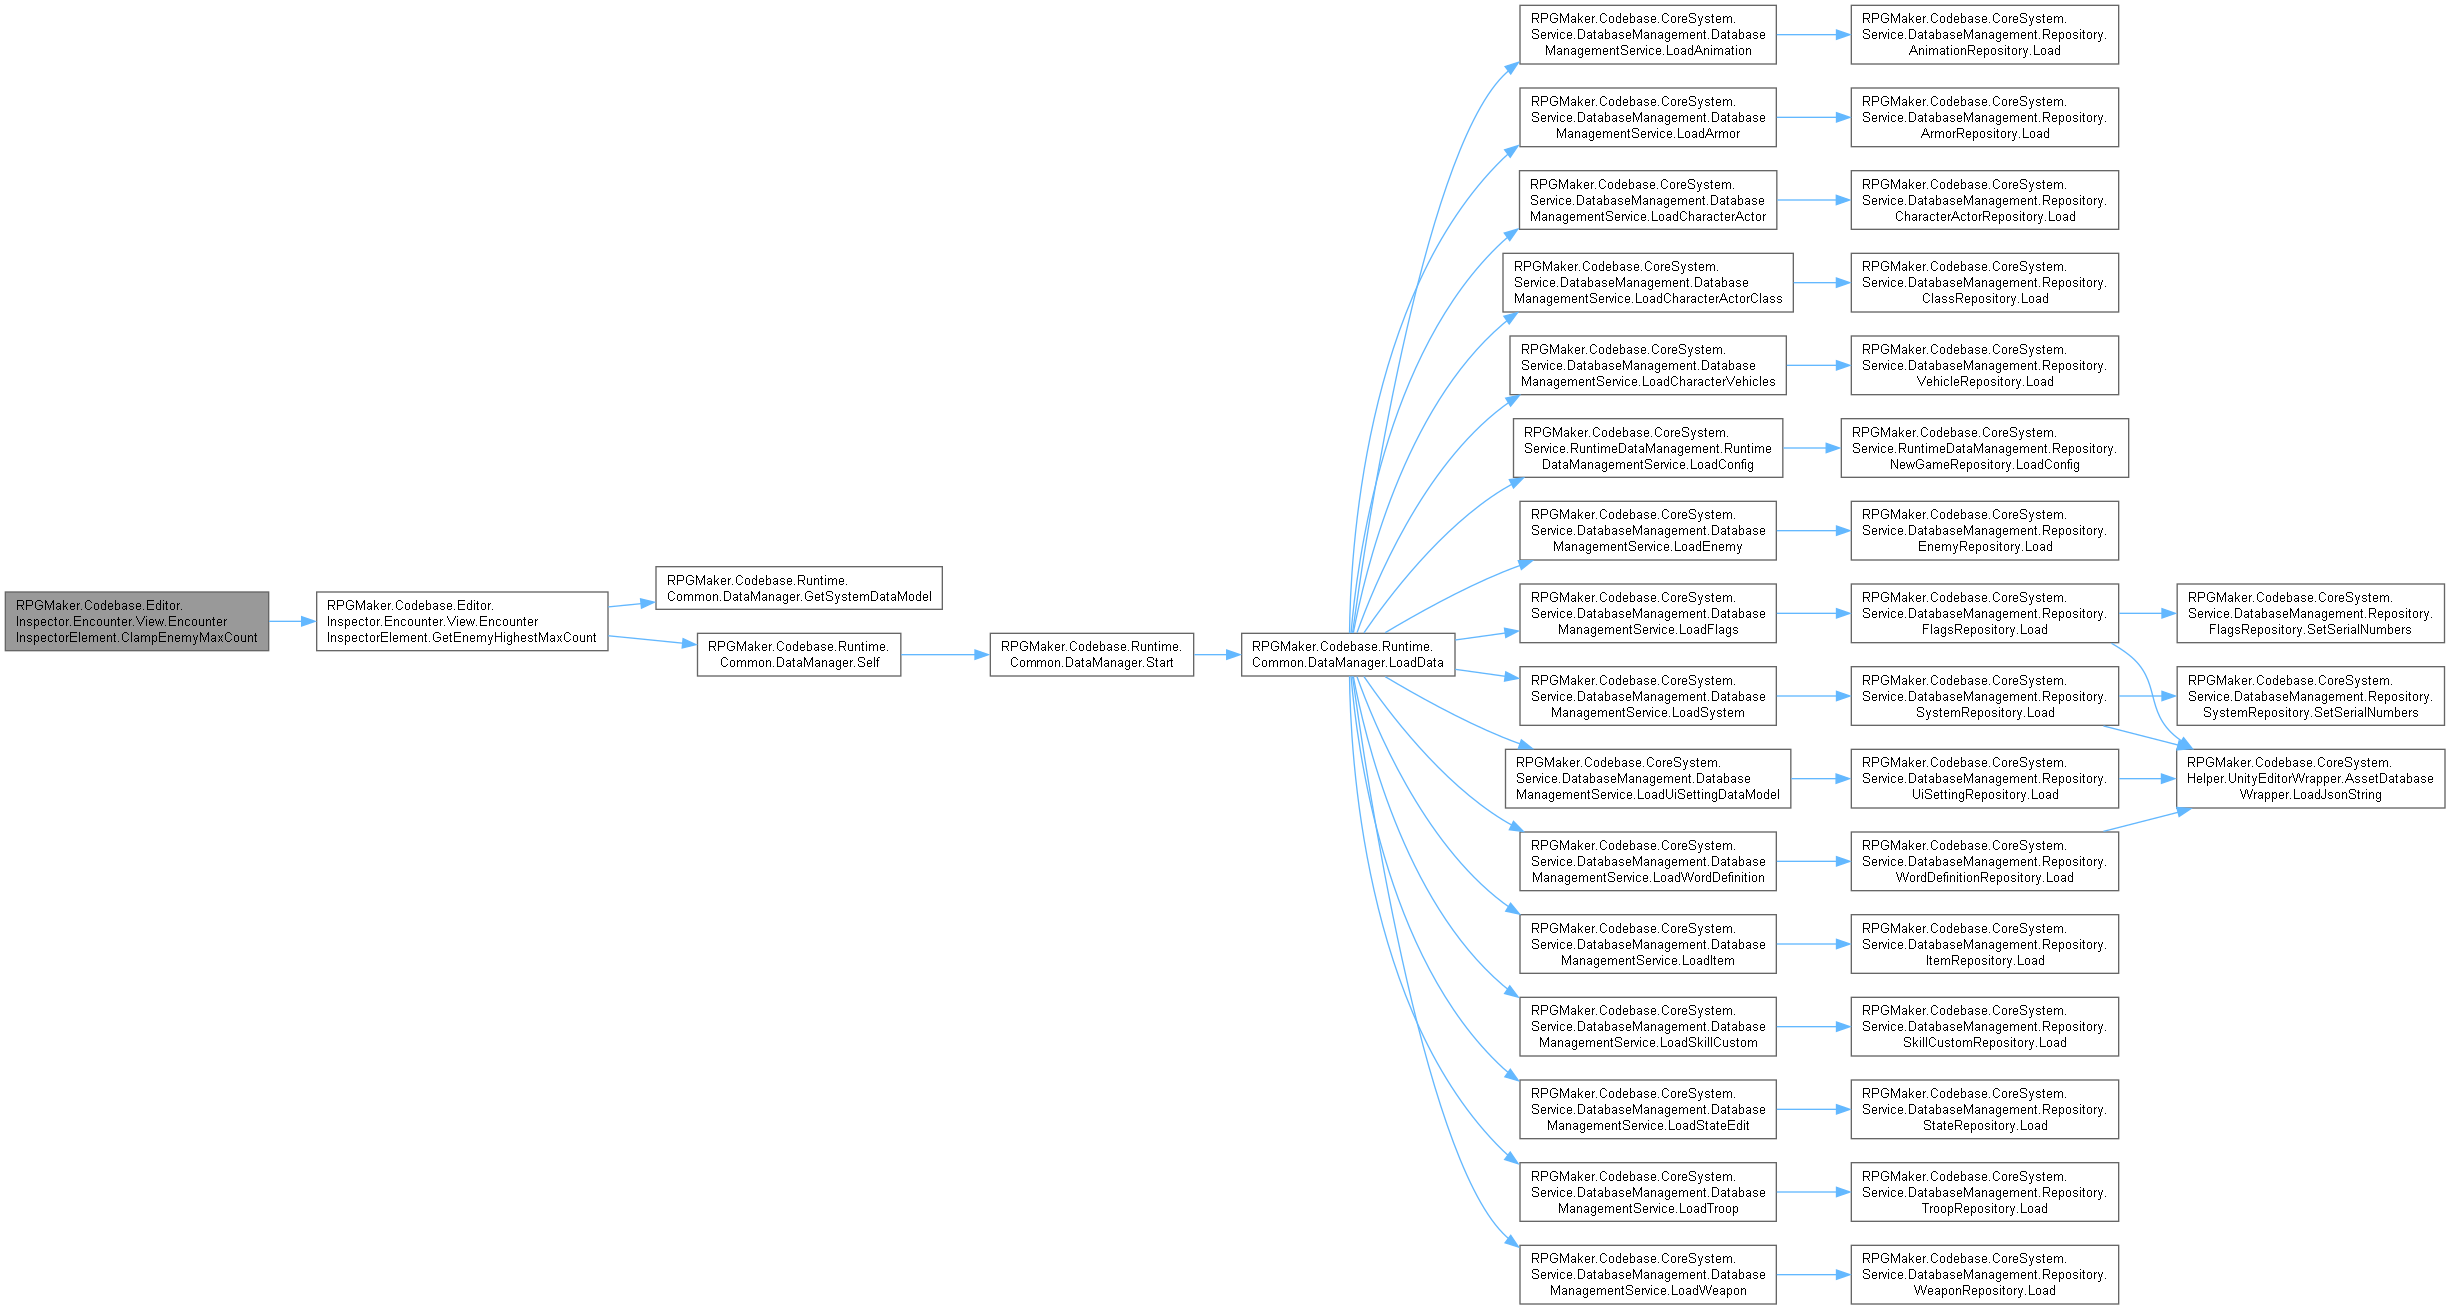 RPGMaker.Codebase.Editor.
Inspector.Encounter.View.Encounter
InspectorElement.ClampEnemyMaxCount
RPGMaker.Codebase.Editor.
Inspector.Encounter.View.Encounter
InspectorElement.GetEnemyHighestMaxCount
RPGMaker.Codebase.Runtime.
Common.DataManager.GetSystemDataModel
RPGMaker.Codebase.Runtime.
Common.DataManager.Self
RPGMaker.Codebase.Runtime.
Common.DataManager.Start
RPGMaker.Codebase.Runtime.
Common.DataManager.LoadData
RPGMaker.Codebase.CoreSystem.
Service.DatabaseManagement.Database
ManagementService.LoadAnimation
RPGMaker.Codebase.CoreSystem.
Service.DatabaseManagement.Repository.
AnimationRepository.Load
RPGMaker.Codebase.CoreSystem.
Service.DatabaseManagement.Database
ManagementService.LoadArmor
RPGMaker.Codebase.CoreSystem.
Service.DatabaseManagement.Repository.
ArmorRepository.Load
RPGMaker.Codebase.CoreSystem.
Service.DatabaseManagement.Database
ManagementService.LoadCharacterActor
RPGMaker.Codebase.CoreSystem.
Service.DatabaseManagement.Repository.
CharacterActorRepository.Load
RPGMaker.Codebase.CoreSystem.
Service.DatabaseManagement.Database
ManagementService.LoadCharacterActorClass
RPGMaker.Codebase.CoreSystem.
Service.DatabaseManagement.Repository.
ClassRepository.Load
RPGMaker.Codebase.CoreSystem.
Service.DatabaseManagement.Database
ManagementService.LoadCharacterVehicles
RPGMaker.Codebase.CoreSystem.
Service.DatabaseManagement.Repository.
VehicleRepository.Load
RPGMaker.Codebase.CoreSystem.
Service.RuntimeDataManagement.Runtime
DataManagementService.LoadConfig
RPGMaker.Codebase.CoreSystem.
Service.RuntimeDataManagement.Repository.
NewGameRepository.LoadConfig
RPGMaker.Codebase.CoreSystem.
Service.DatabaseManagement.Database
ManagementService.LoadEnemy
RPGMaker.Codebase.CoreSystem.
Service.DatabaseManagement.Repository.
EnemyRepository.Load
RPGMaker.Codebase.CoreSystem.
Service.DatabaseManagement.Database
ManagementService.LoadFlags
RPGMaker.Codebase.CoreSystem.
Service.DatabaseManagement.Repository.
FlagsRepository.Load
RPGMaker.Codebase.CoreSystem.
Service.DatabaseManagement.Repository.
FlagsRepository.SetSerialNumbers
RPGMaker.Codebase.CoreSystem.
Service.DatabaseManagement.Database
ManagementService.LoadSystem
RPGMaker.Codebase.CoreSystem.
Service.DatabaseManagement.Repository.
SystemRepository.Load
RPGMaker.Codebase.CoreSystem.
Service.DatabaseManagement.Repository.
SystemRepository.SetSerialNumbers
RPGMaker.Codebase.CoreSystem.
Service.DatabaseManagement.Database
ManagementService.LoadUiSettingDataModel
RPGMaker.Codebase.CoreSystem.
Service.DatabaseManagement.Repository.
UiSettingRepository.Load
RPGMaker.Codebase.CoreSystem.
Helper.UnityEditorWrapper.AssetDatabase
Wrapper.LoadJsonString
RPGMaker.Codebase.CoreSystem.
Service.DatabaseManagement.Database
ManagementService.LoadWordDefinition
RPGMaker.Codebase.CoreSystem.
Service.DatabaseManagement.Repository.
WordDefinitionRepository.Load
RPGMaker.Codebase.CoreSystem.
Service.DatabaseManagement.Database
ManagementService.LoadItem
RPGMaker.Codebase.CoreSystem.
Service.DatabaseManagement.Repository.
ItemRepository.Load
RPGMaker.Codebase.CoreSystem.
Service.DatabaseManagement.Database
ManagementService.LoadSkillCustom
RPGMaker.Codebase.CoreSystem.
Service.DatabaseManagement.Repository.
SkillCustomRepository.Load
RPGMaker.Codebase.CoreSystem.
Service.DatabaseManagement.Database
ManagementService.LoadStateEdit
RPGMaker.Codebase.CoreSystem.
Service.DatabaseManagement.Repository.
StateRepository.Load
RPGMaker.Codebase.CoreSystem.
Service.DatabaseManagement.Database
ManagementService.LoadTroop
RPGMaker.Codebase.CoreSystem.
Service.DatabaseManagement.Repository.
TroopRepository.Load
RPGMaker.Codebase.CoreSystem.
Service.DatabaseManagement.Database
ManagementService.LoadWeapon
RPGMaker.Codebase.CoreSystem.
Service.DatabaseManagement.Repository.
WeaponRepository.Load